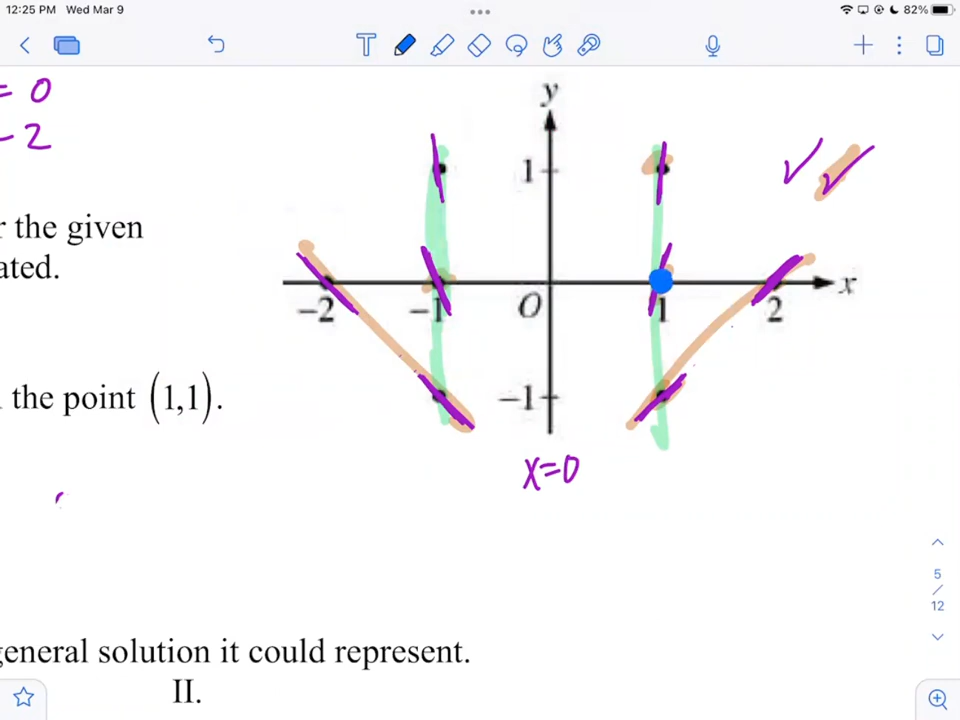 12:25 PM Wed Mar 9
82%
T
= 0
-2
y
1
r the given
ated.
-2
-1
O
1
2
x
the point (1,1).
-1
x=0
5
/
12
general solution it could represent.
II.